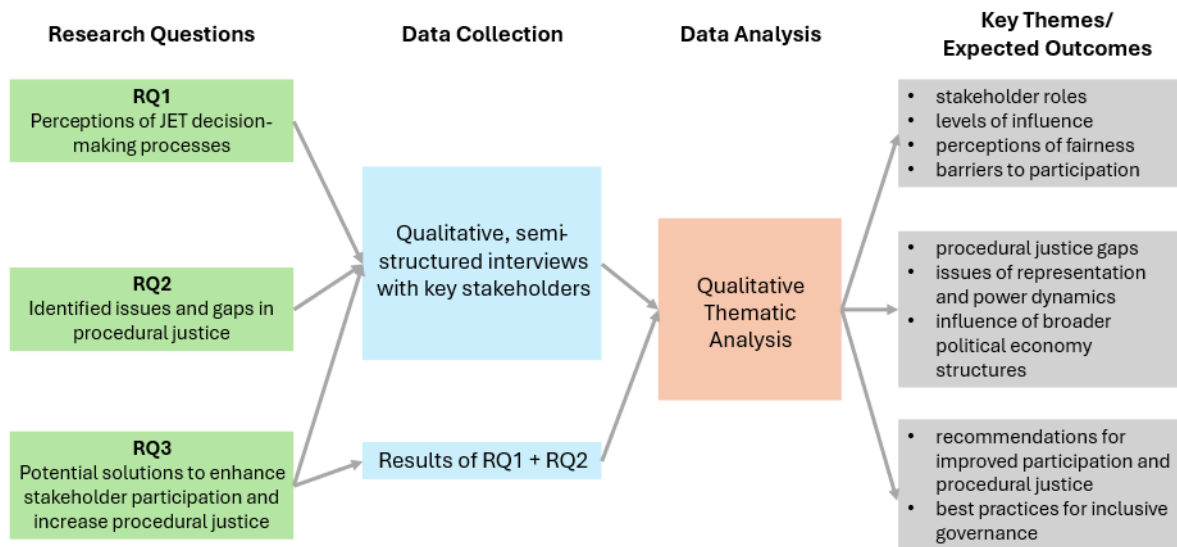 Research Questions
Data Collection
Data Analysis
Key Themes/
Expected Outcomes
RQ1
Perceptions of JET decision-
making processes
RQ2
Identified issues and gaps in
procedural justice
RQ3
Potential solutions to enhance
stakeholder participation and
increase procedural justice
Qualitative, semi-
structured interviews
with key stakeholders
Results of RQ1 + RQ2
Qualitative
Thematic
Analysis
• stakeholder roles
• levels of influence
• perceptions of fairness
• barriers to participation
• procedural justice gaps
• issues of representation
and power dynamics
• influence of broader
political economy
structures
• recommendations for
improved participation and
procedural justice
• best practices for inclusive
governance